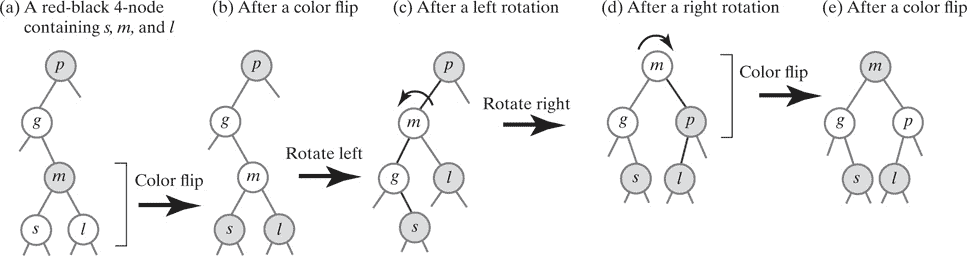 (a) A red-black 4-node
containing s, m, and l
(b) After a color flip
(c) After a left rotation
(d) After a right rotation
(e) After a color flip
p
g
m
s
l
Color flip
p
g
m
s
l
Rotate left
p
m
g
l
s
Rotate right
m
g
p
s
l
Color flip
m
g
p
s
l